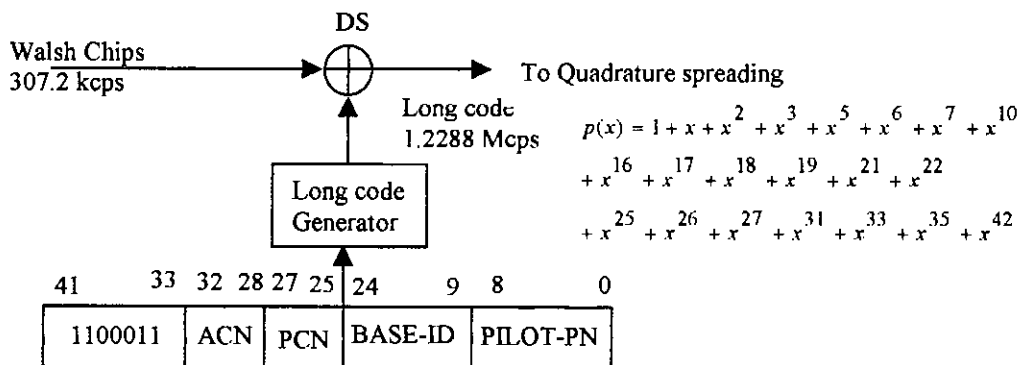 DS
Walsh Chips
307.2 kcps
To Quadrature spreading
Long code
1.2288 Mcps
p(x) = 1 + x + x^2 + x^3 + x^5 + x^6 + x^7 + x^10
+ x^16 + x^17 + x^18 + x^19 + x^21 + x^22
+ x^25 + x^26 + x^27 + x^31 + x^33 + x^35 + x^42
Long code
Generator
41 33 32 28 27 25 24 9 8 0
1100011 ACN PCN BASE-ID PILOT-PN